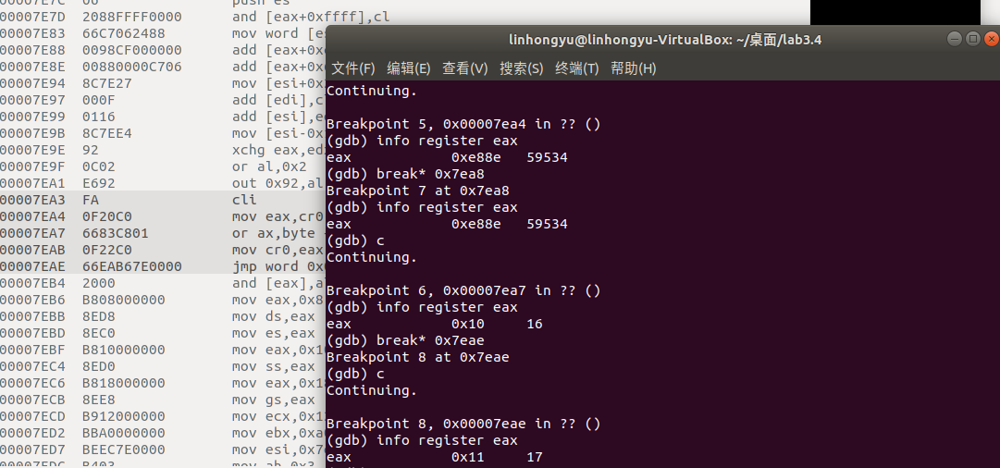 00007E7C 06 push es
00007E7D 2088FFFF0000 and [eax+0xffff],cl
00007E83 66C7062488 mov word [es
00007E88 0098CF000000 add [eax+0x
00007E8E 00880000C706 add [eax+0x
00007E94 8C7E27 mov [esi+0x
00007E97 000F add [edi],c
00007E99 0116 add [esi],e
00007E9B 8C7EE4 mov [esi-0x
00007E9E 92 xchg eax,ed
00007E9F 0C02 or al,0x2
00007EA1 E692 out 0x92,al
00007EA3 FA cli
00007EA4 0F20C0 mov eax,cr0
00007EA7 6683C801 or ax,byte
00007EAB 0F22C0 mov cr0,eax
00007EAE 66EAB67E0000 jmp word 0x
00007EB4 2000 and [eax],a
00007EB6 B808000000 mov eax,0x8
00007EBB 8ED8 mov ds,eax
00007EBD 8EC0 mov es,eax
00007EBF B810000000 mov eax,0x1
00007EC4 8ED0 mov ss,eax
00007EC6 B818000000 mov eax,0x1
00007ECB 8EE8 mov gs,eax
00007ECD B912000000 mov ecx,0x1
00007ED2 BBA0000000 mov ebx,0xa
00007ED7 BEEC7E0000 mov esi,0x7
00007EDC B403 mov ah,0x3
linhongyu@linhongyu-VirtualBox: ~/桌面/lab3.4
文件(F) 编辑(E) 查看(V) 搜索(S) 终端(T) 帮助(H)
Continuing.
Breakpoint 5, 0x00007ea4 in ?? ()
(gdb) info register eax
eax 0xe88e 59534
(gdb) break* 0x7ea8
Breakpoint 7 at 0x7ea8
(gdb) info register eax
eax 0xe88e 59534
(gdb) c
Continuing.
Breakpoint 6, 0x00007ea7 in ?? ()
(gdb) info register eax
eax 0x10 16
(gdb) break* 0x7eae
Breakpoint 8 at 0x7eae
(gdb) c
Continuing.
Breakpoint 8, 0x00007eae in ?? ()
(gdb) info register eax
eax 0x11 17